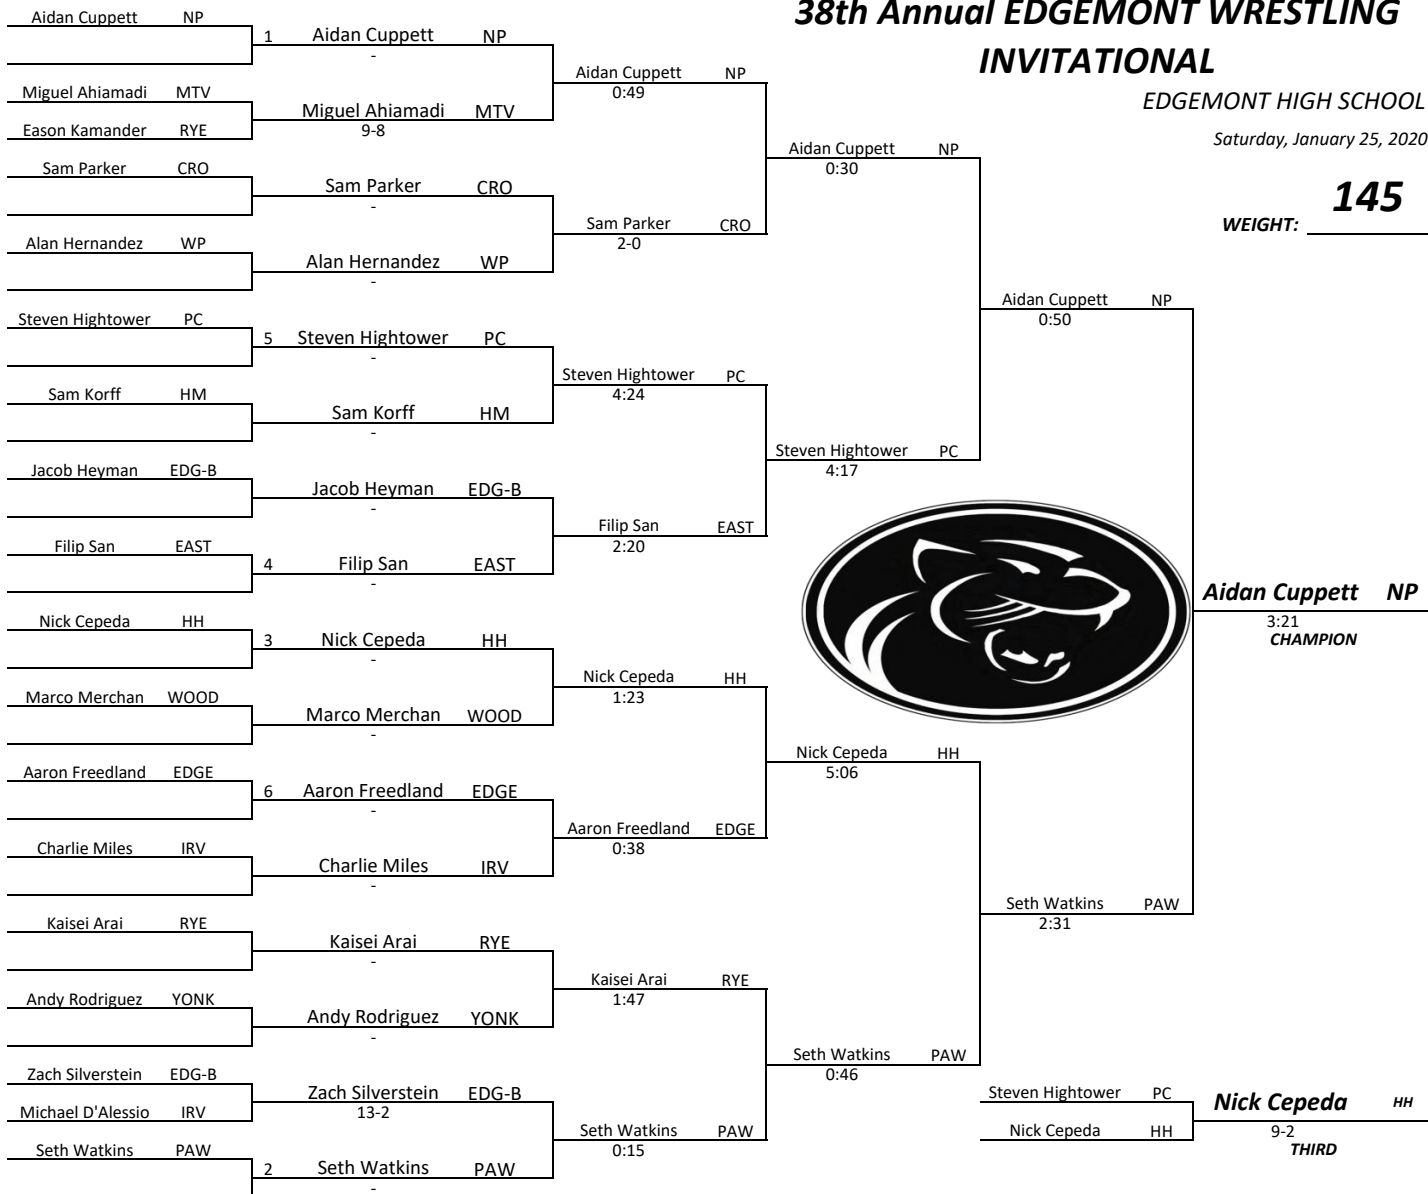 38th Annual EDGEMONT WRESTLING
INVITATIONAL
EDGEMONT HIGH SCHOOL
Saturday, January 25, 2020
WEIGHT: 145
Aidan Cuppett NP
Miguel Ahiamadi MTV
Eason Kamander RYE
Sam Parker CRO
Alan Hernandez WP
Steven Hightower PC
Sam Korff HM
Jacob Heyman EDG-B
Filip San EAST
Nick Cepeda HH
Marco Merchan WOOD
Aaron Freedland EDGE
Charlie Miles IRV
Kaisei Arai RYE
Andy Rodriguez YONK
Zach Silverstein EDG-B
Michael D'Alessio IRV
Seth Watkins PAW
1 Aidan Cuppett NP
-
Miguel Ahiamadi MTV
9-8
Sam Parker CRO
-
Alan Hernandez WP
-
5 Steven Hightower PC
-
Sam Korff HM
-
Jacob Heyman EDG-B
-
4 Filip San EAST
-
3 Nick Cepeda HH
-
Marco Merchan WOOD
-
6 Aaron Freedland EDGE
-
Charlie Miles IRV
-
Kaisei Arai RYE
-
Andy Rodriguez YONK
-
Zach Silverstein EDG-B
13-2
2 Seth Watkins PAW
-
Aidan Cuppett NP
0:49
Sam Parker CRO
2-0
Steven Hightower PC
4:24
Filip San EAST
2:20
Nick Cepeda HH
1:23
Aaron Freedland EDGE
0:38
Kaisei Arai RYE
1:47
Seth Watkins PAW
0:15
Aidan Cuppett NP
0:30
Steven Hightower PC
4:17
Nick Cepeda HH
5:06
Seth Watkins PAW
0:46
Aidan Cuppett NP
0:50
Seth Watkins PAW
2:31
Aidan Cuppett NP
3:21
CHAMPION
Steven Hightower PC
Nick Cepeda HH
Nick Cepeda HH
9-2
THIRD